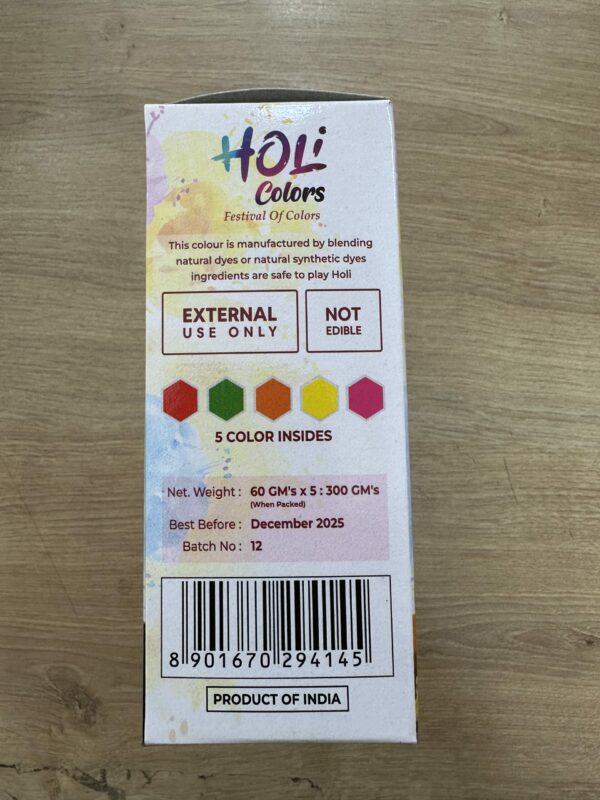 HOLi
Colors
Festival Of Colors
This colour is manufactured by blending
natural dyes or natural synthetic dyes
ingredients are safe to play Holi
EXTERNAL
USE ONLY
NOT
EDIBLE
5 COLOR INSIDES
Net. Weight : 60 GM's x 5 : 300 GM's
(When Packed)
Best Before : December 2025
Batch No : 12
8 901670 294145
PRODUCT OF INDIA